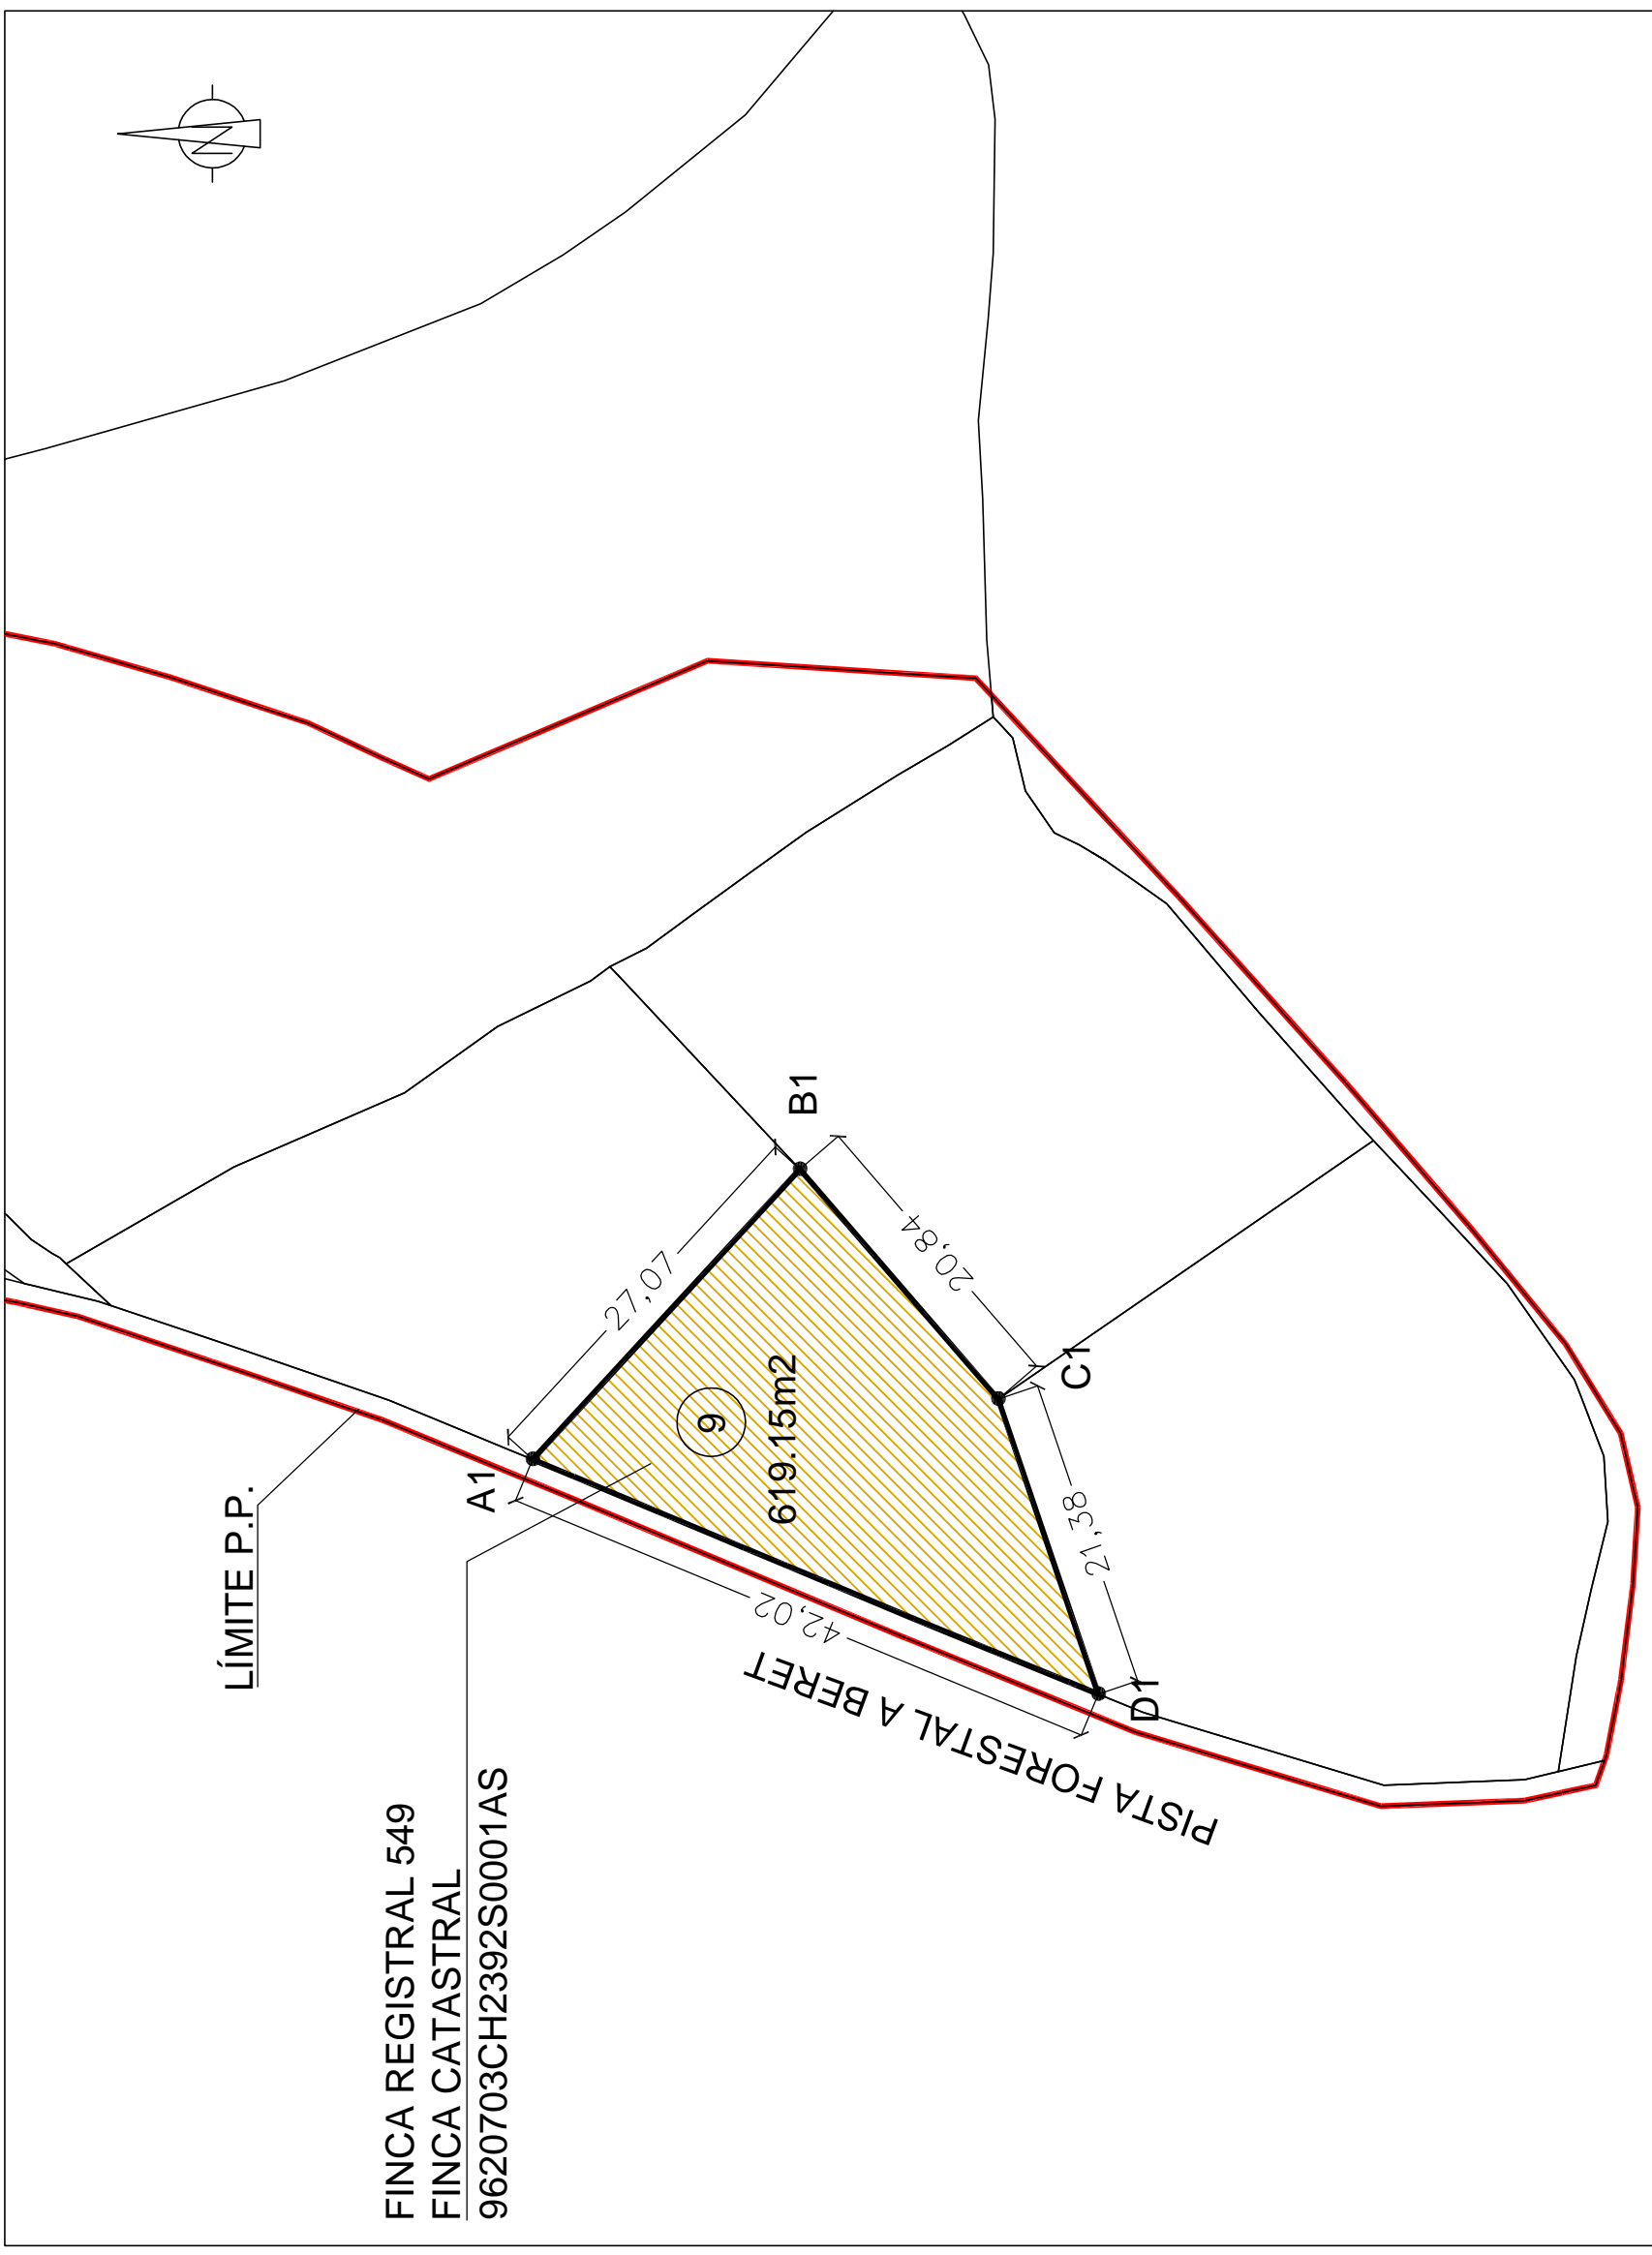 N
LÍMITE P.P.
FINCA REGISTRAL 549
FINCA CATASTRAL
9620703CH2392S0001AS
A1
B1
27,07
9
619.15m2
20,84
C1
21,38
42,02
D1
PISTA FORESTAL A BERET